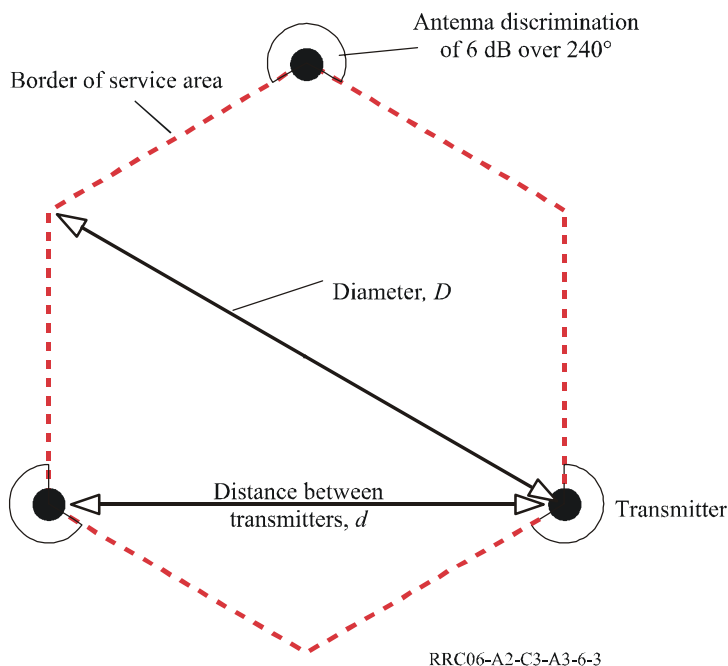 Antenna discrimination
of 6 dB over 240°
Border of service area
Diameter, D
Distance between
transmitters, d
Transmitter
RRC06-A2-C3-A3-6-3